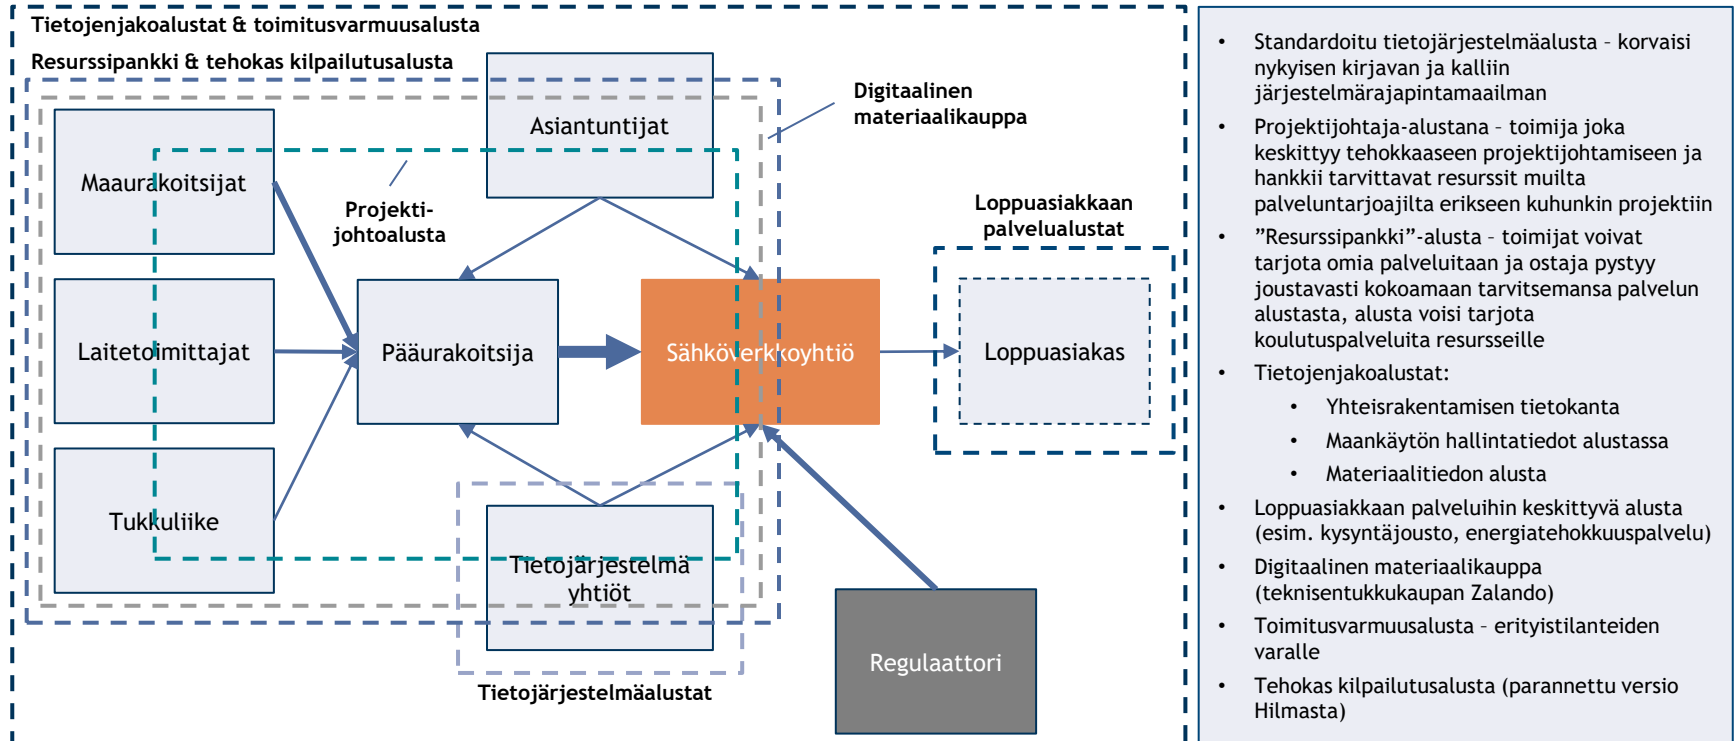 Tietojenjakoalustat & toimitusvarmuusalusta
Resurssipankki & tehokas kilpailutusalusta
Maaurakoitsijat
Laitetoimittajat
Tukkuliike
Asiantuntijat
Projekti-
johtoalusta
Digitaalinen
materiaalikauppa
Pääurakoitsija
Sähköverkkoyhtiö
Loppuasiakkaan
palvelualustat
Loppuasiakas
Tietojärjestelmä
yhtiöt
Tietojärjestelmäalustat
Regulaattori
• Standardoitu tietojärjestelmäalusta – korvaisi
nykyisen kirjavan ja kalliin
järjestelmärajapintamaailman
• Projektijohtaja-alustana – toimija joka
keskittyy tehokkaaseen projektijohtamiseen ja
hankkii tarvittavat resurssit muilta
palveluntarjoajilta erikseen kuhunkin projektiin
• ”Resurssipankki”-alusta – toimijat voivat
tarjota omia palveluitaan ja ostaja pystyy
joustavasti kokoamaan tarvitsemansa palvelun
alustasta, alusta voisi tarjota
koulutuspalveluita resursseille
• Tietojenjakoalustat:
• Yhteisrakentamisen tietokanta
• Maankäytön hallintatiedot alustassa
• Materiaalitiedon alusta
• Loppuasiakkaan palveluihin keskittyvä alusta
(esim. kysyntäjousto, energiatehokkuuspalvelu)
• Digitaalinen materiaalikauppa
(teknisentukkukaupan Zalando)
• Toimitusvarmuusalusta – erityistilanteiden
varalle
• Tehokas kilpailutusalusta (parannettu versio
Hilmasta)